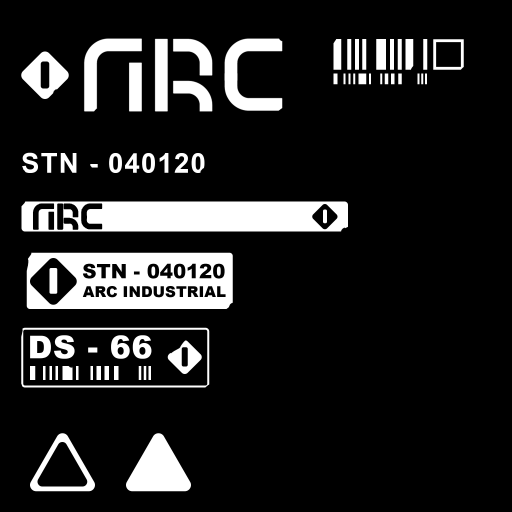 ARC
STN - 040120
ARC
STN - 040120
ARC INDUSTRIAL
DS - 66